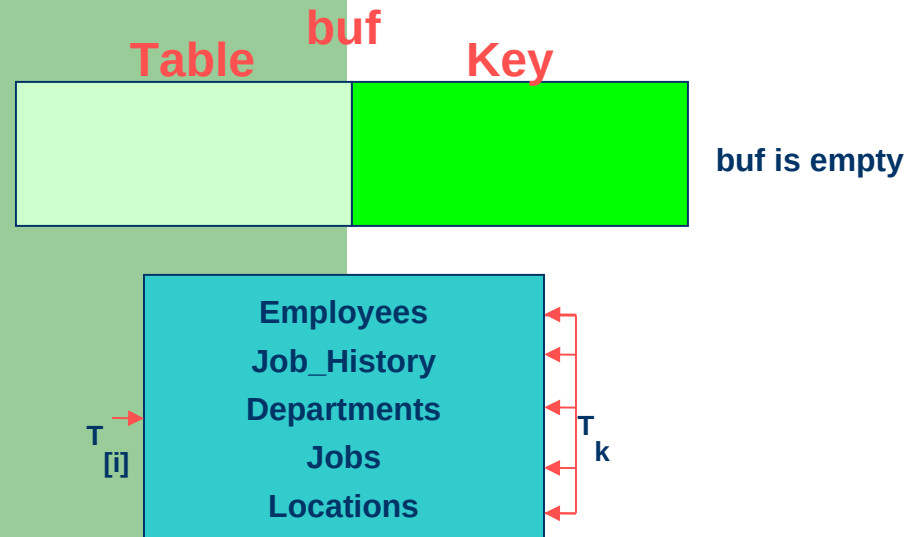 buf
Table Key
buf is empty
Employees
Job_History
Departments
Jobs
Locations
T
[i]
T
k